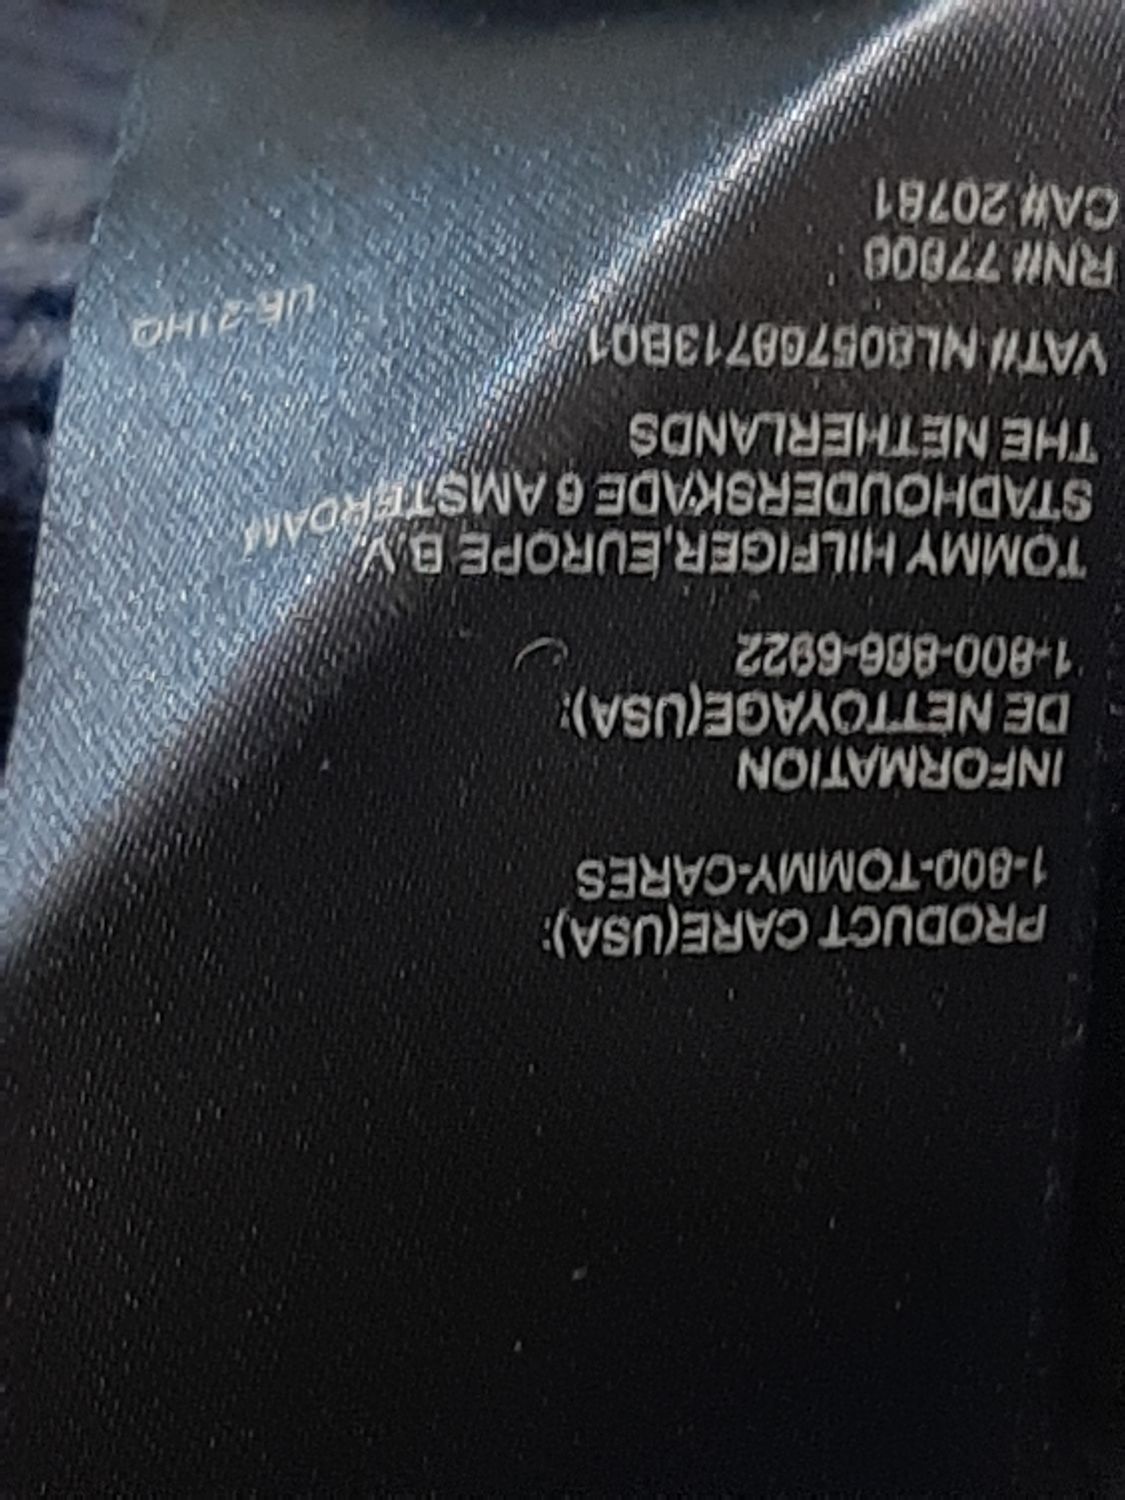 PRODUCT CARE(USA):
1-800-TOMMY-CARES
INFORMATION
DE NETTOYAGE(USA):
1-800-866-6922
TOMMY HILFIGER,EUROPE B.V.
STADHOUDERSKADE 6 AMSTERDAM
THE NETHERLANDS
VAT# NL805768713B01
RN# 77806
CA# 20781